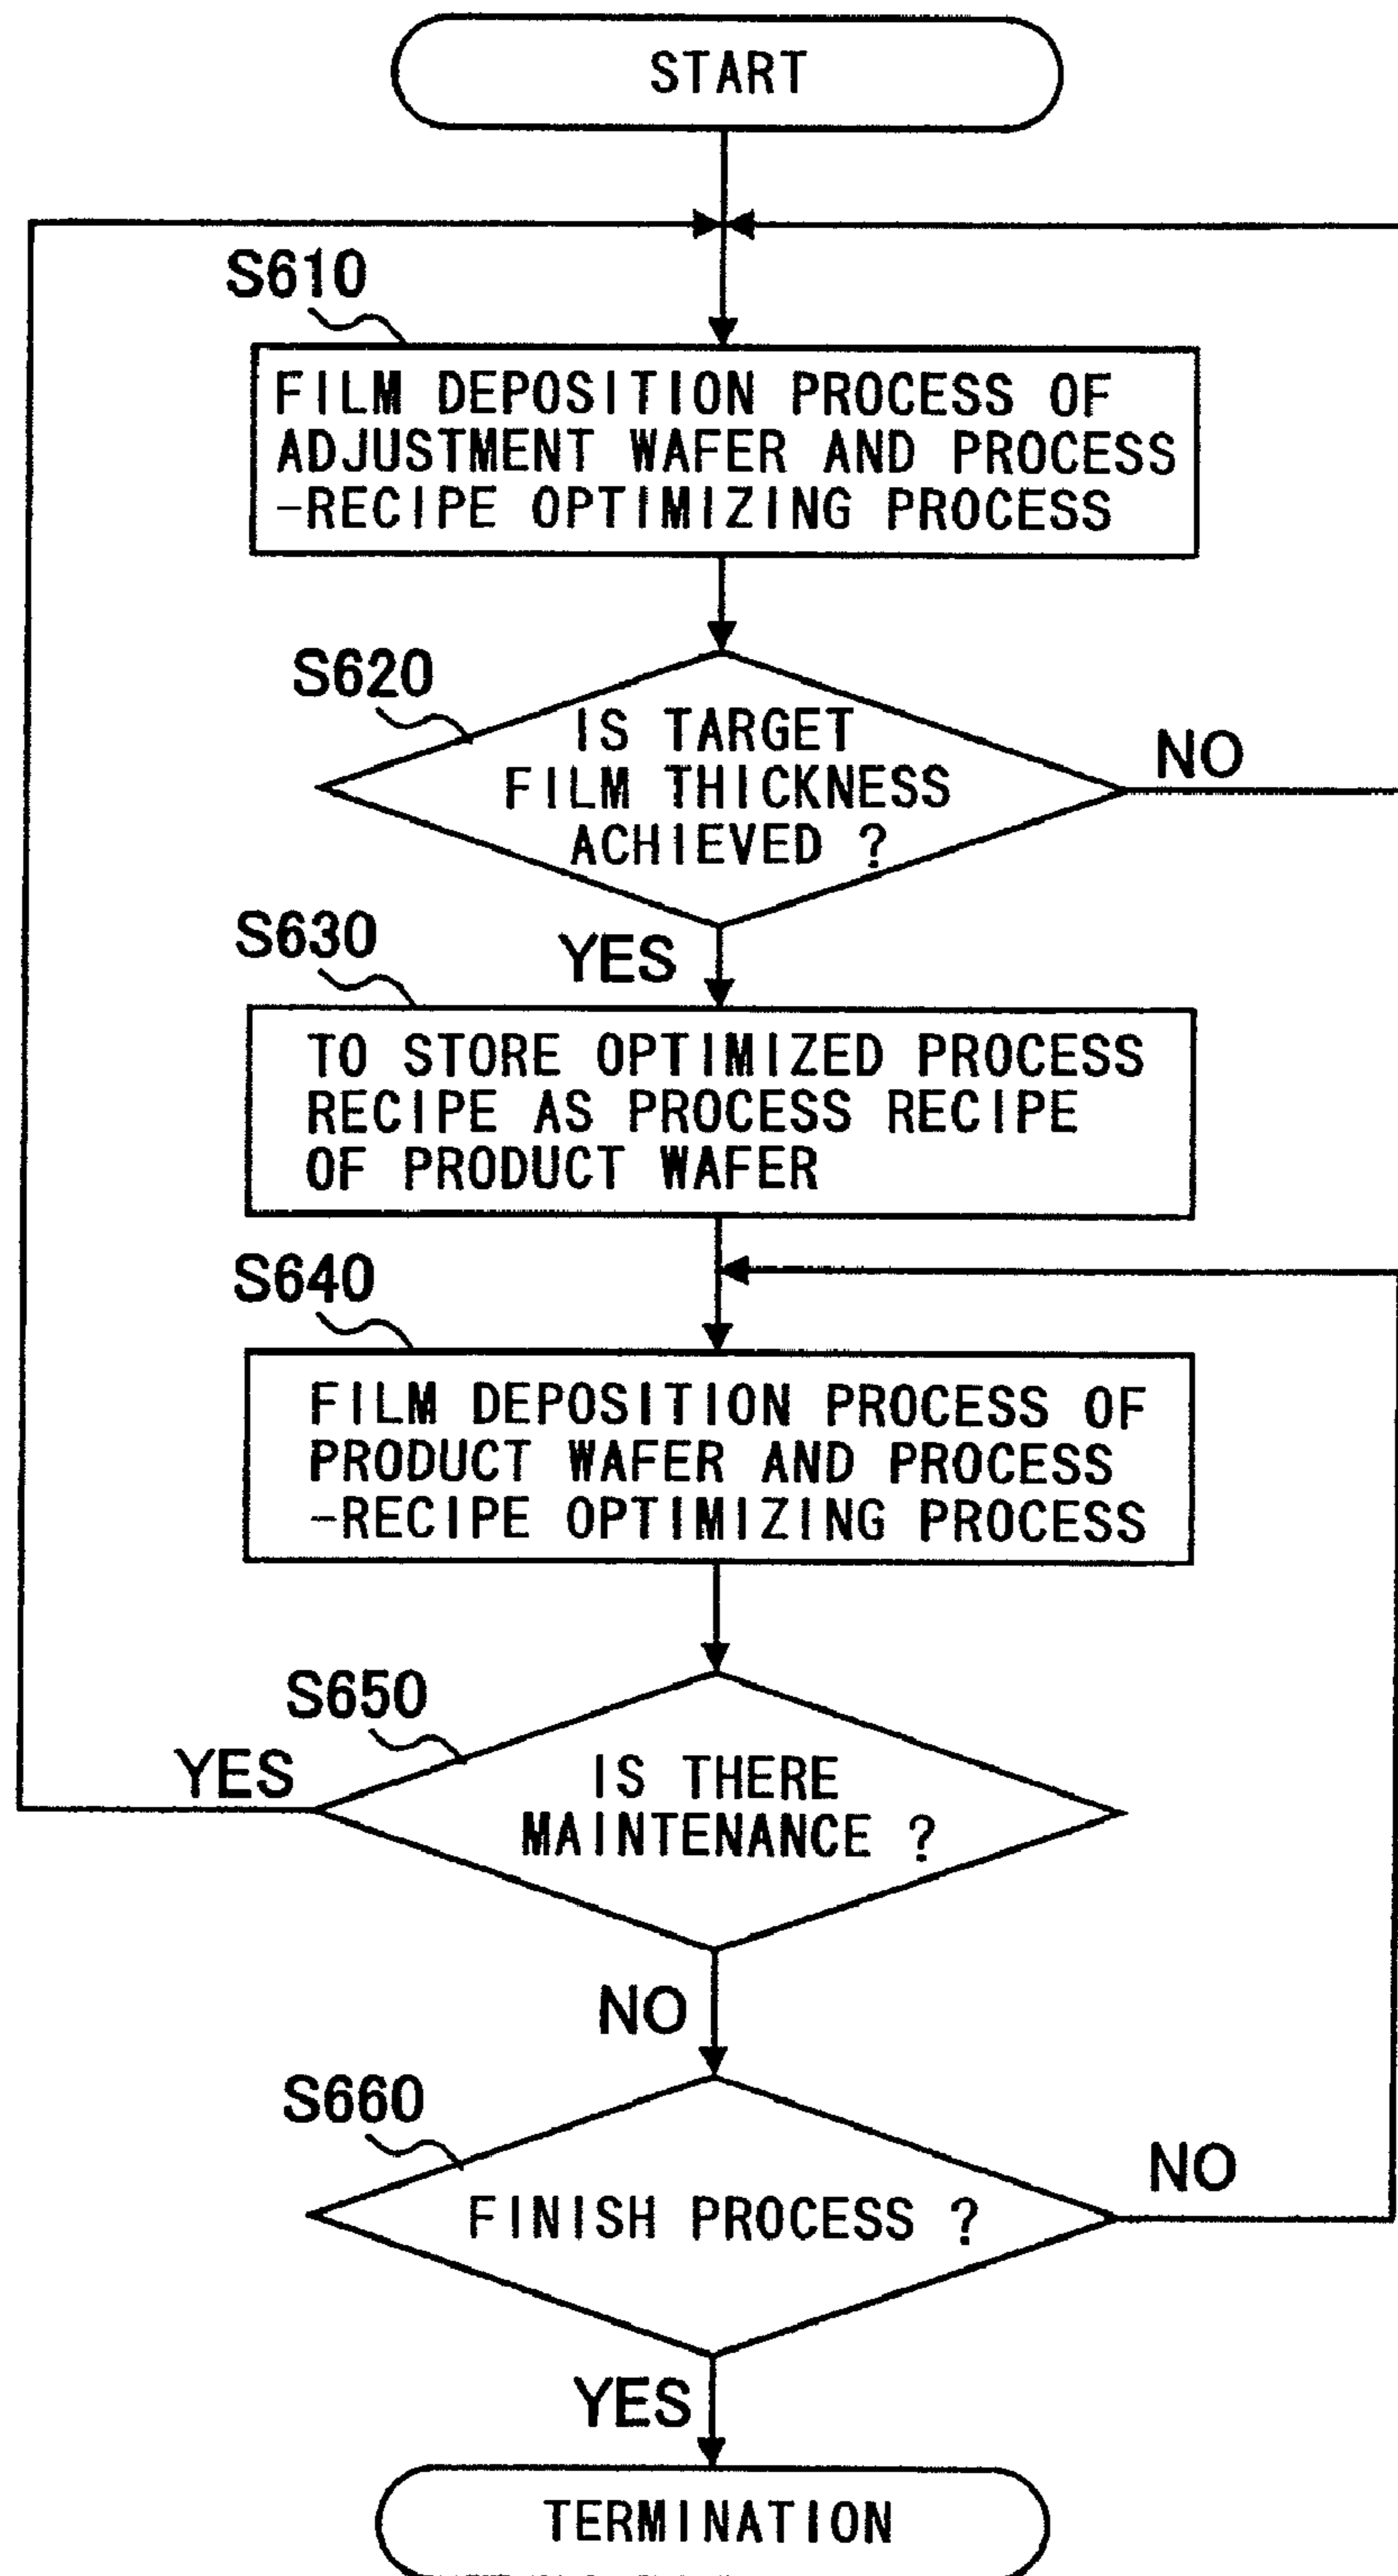 START
S610
FILM DEPOSITION PROCESS OF
ADJUSTMENT WAFER AND PROCESS
-RECIPE OPTIMIZING PROCESS
S620
IS TARGET
FILM THICKNESS
ACHIEVED ?
NO
YES
S630
TO STORE OPTIMIZED PROCESS
RECIPE AS PROCESS RECIPE
OF PRODUCT WAFER
S640
FILM DEPOSITION PROCESS OF
PRODUCT WAFER AND PROCESS
-RECIPE OPTIMIZING PROCESS
S650
YES
IS THERE
MAINTENANCE ?
NO
S660
FINISH PROCESS ?
NO
YES
TERMINATION